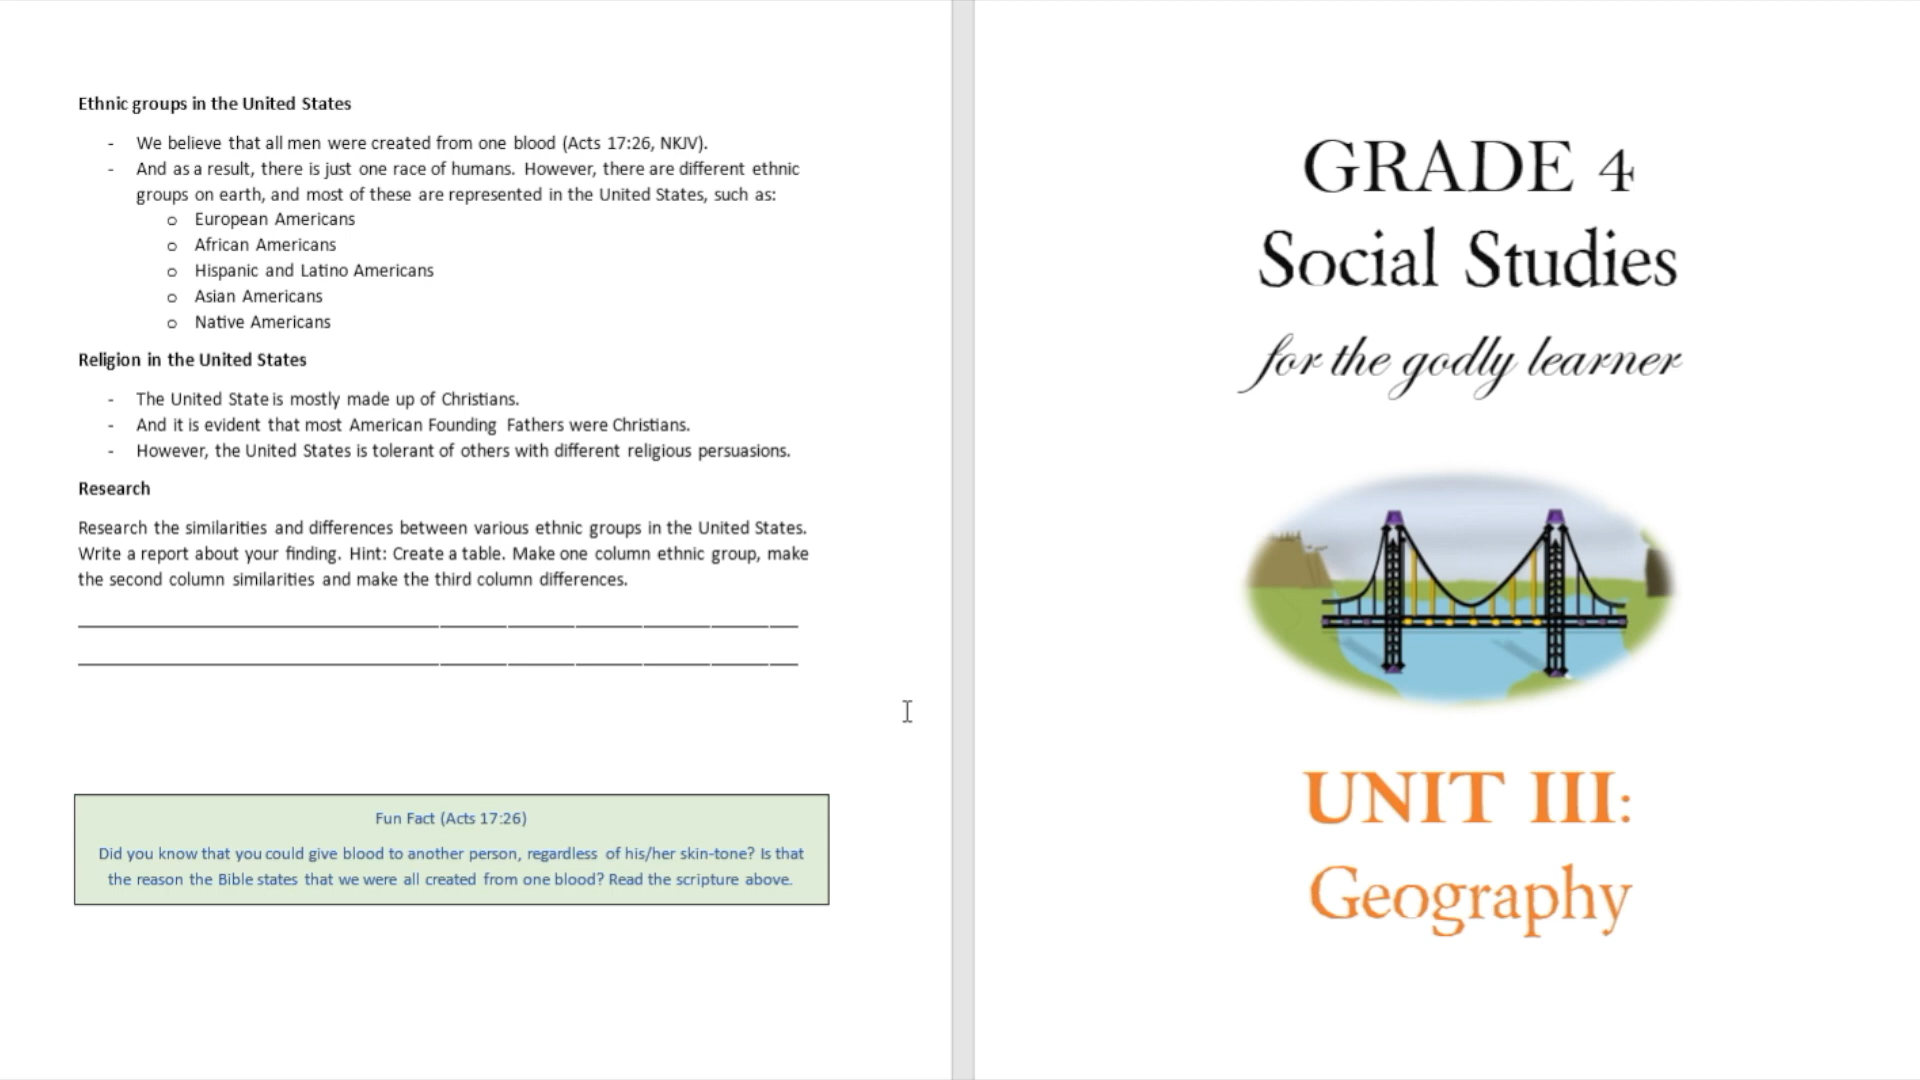 Ethnic groups in the United States
- We believe that all men were created from one blood (Acts 17:26, NKJV).
- And as a result, there is just one race of humans. However, there are different ethnic
groups on earth, and most of these are represented in the United States, such as:
o European Americans
o African Americans
o Hispanic and Latino Americans
o Asian Americans
o Native Americans
Religion in the United States
- The United State is mostly made up of Christians.
- And it is evident that most American Founding Fathers were Christians.
- However, the United States is tolerant of others with different religious persuasions.
Research
Research the similarities and differences between various ethnic groups in the United States.
Write a report about your finding. Hint: Create a table. Make one column ethnic group, make
the second column similarities and make the third column differences.
Fun Fact (Acts 17:26)
Did you know that you could give blood to another person, regardless of his/her skin-tone? Is that
the reason the Bible states that we were all created from one blood? Read the scripture above.
GRADE 4
Social Studies
for the godly learner
UNIT III:
Geography